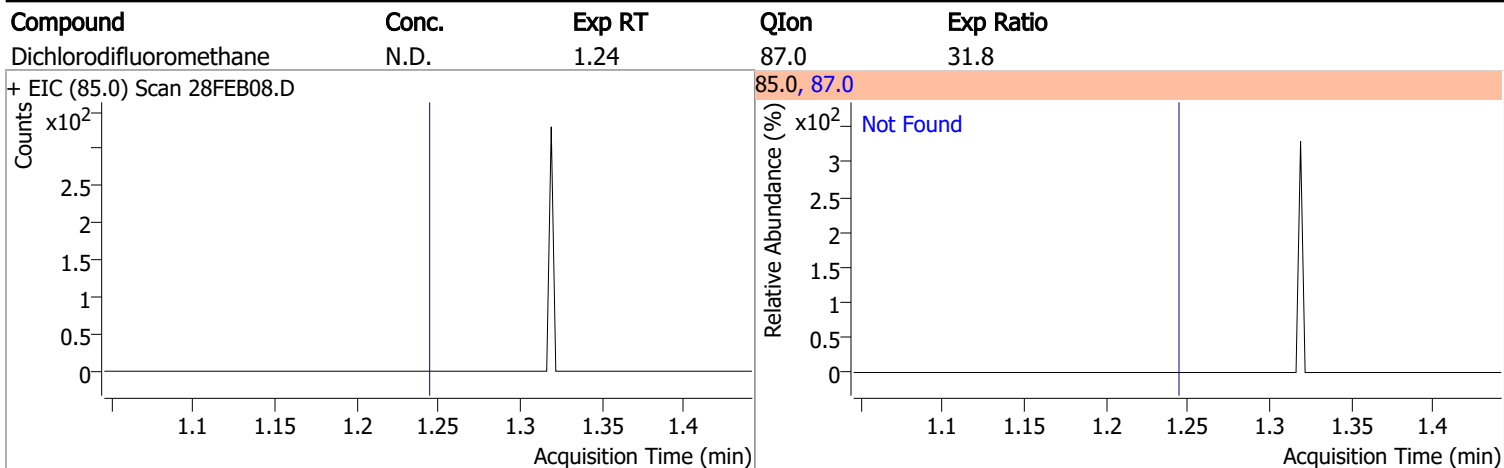 Compound Conc. Exp RT QIon Exp Ratio
Dichlorodifluoromethane N.D. 1.24 87.0 31.8
+ EIC (85.0) Scan 28FEB08.D
Counts
x10²
2.5
2
1.5
1
0.5
0
1.1 1.15 1.2 1.25 1.3 1.35 1.4
Acquisition Time (min)
85.0, 87.0
Relative Abundance (%)
x10²
Not Found
3
2.5
2
1.5
1
0.5
0
1.1 1.15 1.2 1.25 1.3 1.35 1.4
Acquisition Time (min)